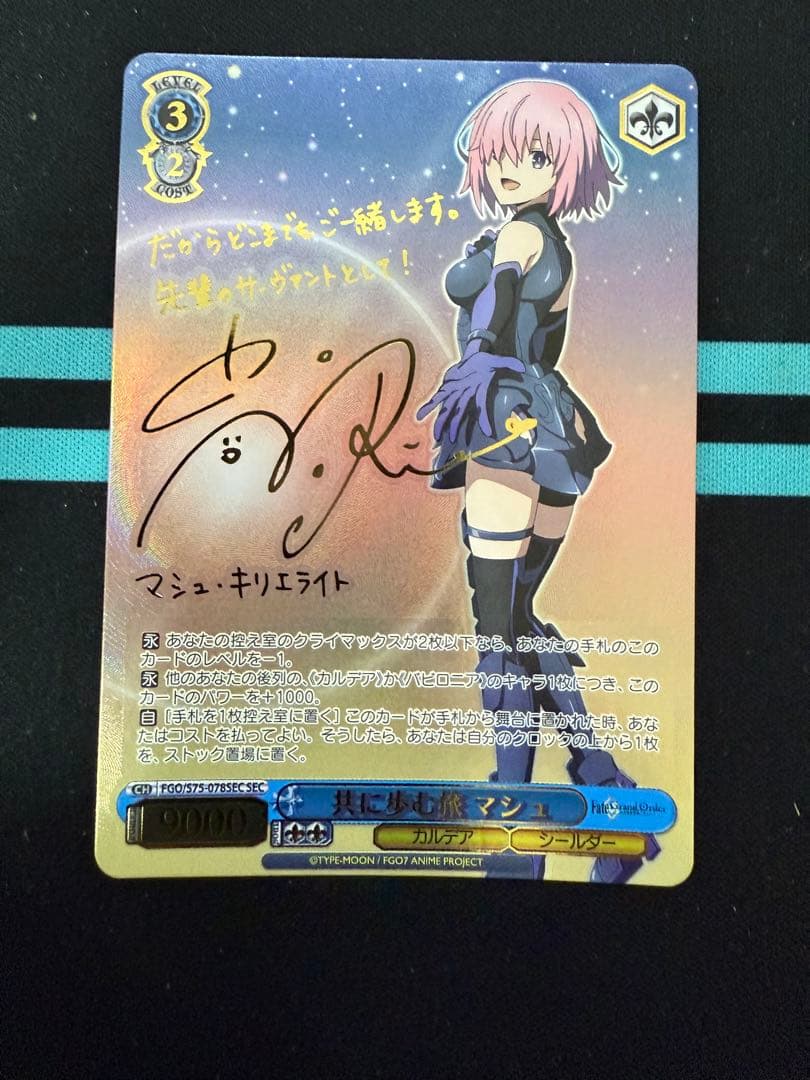 LEVEL
3
2
COST
だからどこまでも、ご一緒します。
先輩のサーヴァントとして!
マシュ・キリエライト
永 あなたの控え室のクライマックスが2枚以下なら、あなたの手札のこの
カードのレベルを-1。
永 他のあなたの後列の、《カルデア》か《バビロニア》のキャラ1枚につき、この
カードのパワーを+1000。
自 [手札を1枚控え室に置く] このカードが手札から舞台に置かれた時、あな
たはコストを払ってよい。そうしたら、あなたは自分のクロックの上から1枚
を、ストック置場に置く。
CH FGO/S75-078SEC SEC
共に歩む旅 マシュ
Fate/Grand Order
9000
カルデア シールダー
©TYPE-MOON / FGO7 ANIME PROJECT